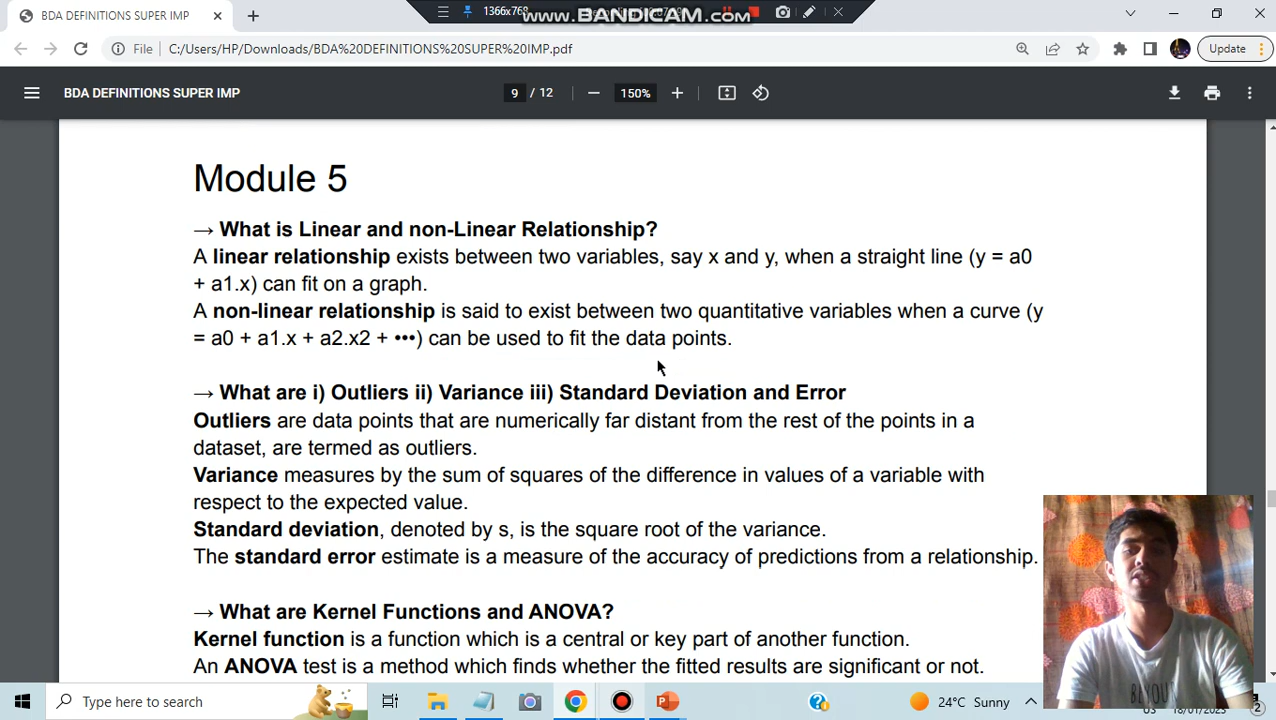 BDA DEFINITIONS SUPER IMP
1366x768
www.BANDICAM.com
File C:/Users/HP/Downloads/BDA%20DEFINITIONS%20SUPER%20IMP.pdf
Update
BDA DEFINITIONS SUPER IMP
9 / 12
150%
Module 5
→ What is Linear and non-Linear Relationship?
A linear relationship exists between two variables, say x and y, when a straight line (y = a0
+ a1.x) can fit on a graph.
A non-linear relationship is said to exist between two quantitative variables when a curve (y
= a0 + a1.x + a2.x2 + •••) can be used to fit the data points.
→ What are i) Outliers ii) Variance iii) Standard Deviation and Error
Outliers are data points that are numerically far distant from the rest of the points in a
dataset, are termed as outliers.
Variance measures by the sum of squares of the difference in values of a variable with
respect to the expected value.
Standard deviation, denoted by s, is the square root of the variance.
The standard error estimate is a measure of the accuracy of predictions from a relationship.
→ What are Kernel Functions and ANOVA?
Kernel function is a function which is a central or key part of another function.
An ANOVA test is a method which finds whether the fitted results are significant or not.
Type here to search
24°C Sunny
18/01/2023
2